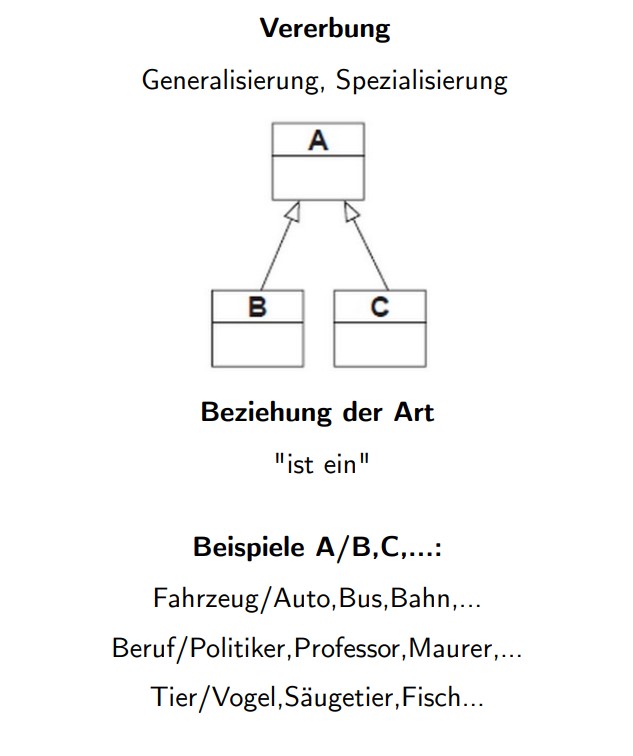 Vererbung
Generalisierung, Spezialisierung
A
B
C
Beziehung der Art
"ist ein"
Beispiele A/B,C,...:
Fahrzeug/Auto,Bus,Bahn,...
Beruf/Politiker,Professor,Maurer,...
Tier/Vogel,Säugetier,Fisch...